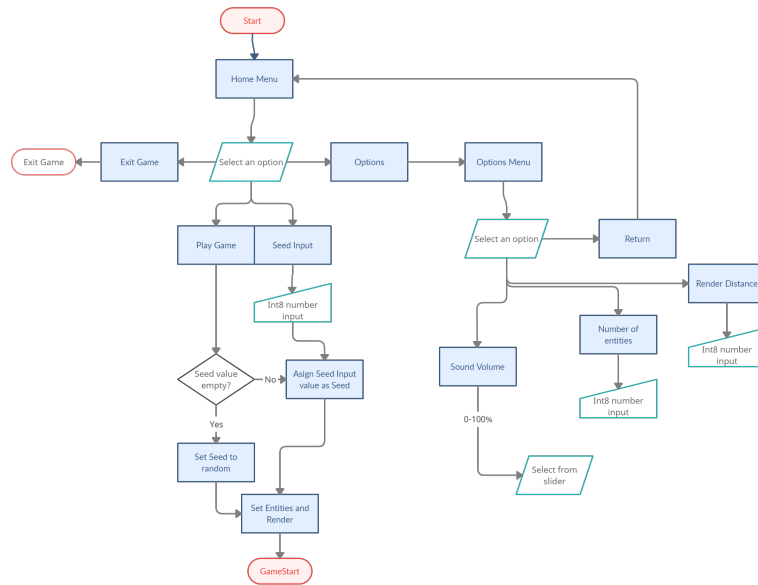 Start
Home Menu
Exit Game
Exit Game
Select an option
Options
Options Menu
Play Game
Seed Input
Select an option
Return
Int8 number
input
Render Distance
Number of
entities
Int8 number
input
Sound Volume
Seed value
empty?
No
Asign Seed Input
value as Seed
Int8 number
input
0-100%
Yes
Set Seed to
random
Select from
slider
Set Entities and
Render
GameStart